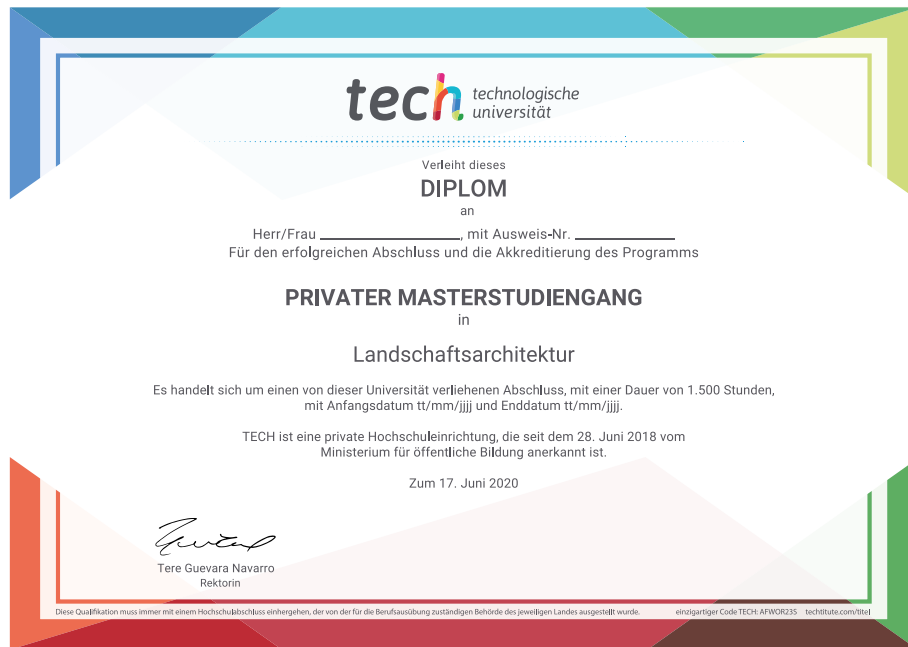 tech technologische
universität
Verleiht dieses
DIPLOM
an
Herr/Frau ____________________, mit Ausweis-Nr. ______________
Für den erfolgreichen Abschluss und die Akkreditierung des Programms
PRIVATER MASTERSTUDIENGANG
in
Landschaftsarchitektur
Es handelt sich um einen von dieser Universität verliehenen Abschluss, mit einer Dauer von 1.500 Stunden,
mit Anfangsdatum tt/mm/jjjj und Enddatum tt/mm/jjjj.
TECH ist eine private Hochschuleinrichtung, die seit dem 28. Juni 2018 vom
Ministerium für öffentliche Bildung anerkannt ist.
Zum 17. Juni 2020
Tere Guevara Navarro
Rektorin
Diese Qualifikation muss immer mit einem Hochschulabschluss einhergehen, der von der für die Berufsausübung zuständigen Behörde des jeweiligen Landes ausgestellt wurde. einzigartiger Code TECH: AFWOR235 techtitute.com/titel